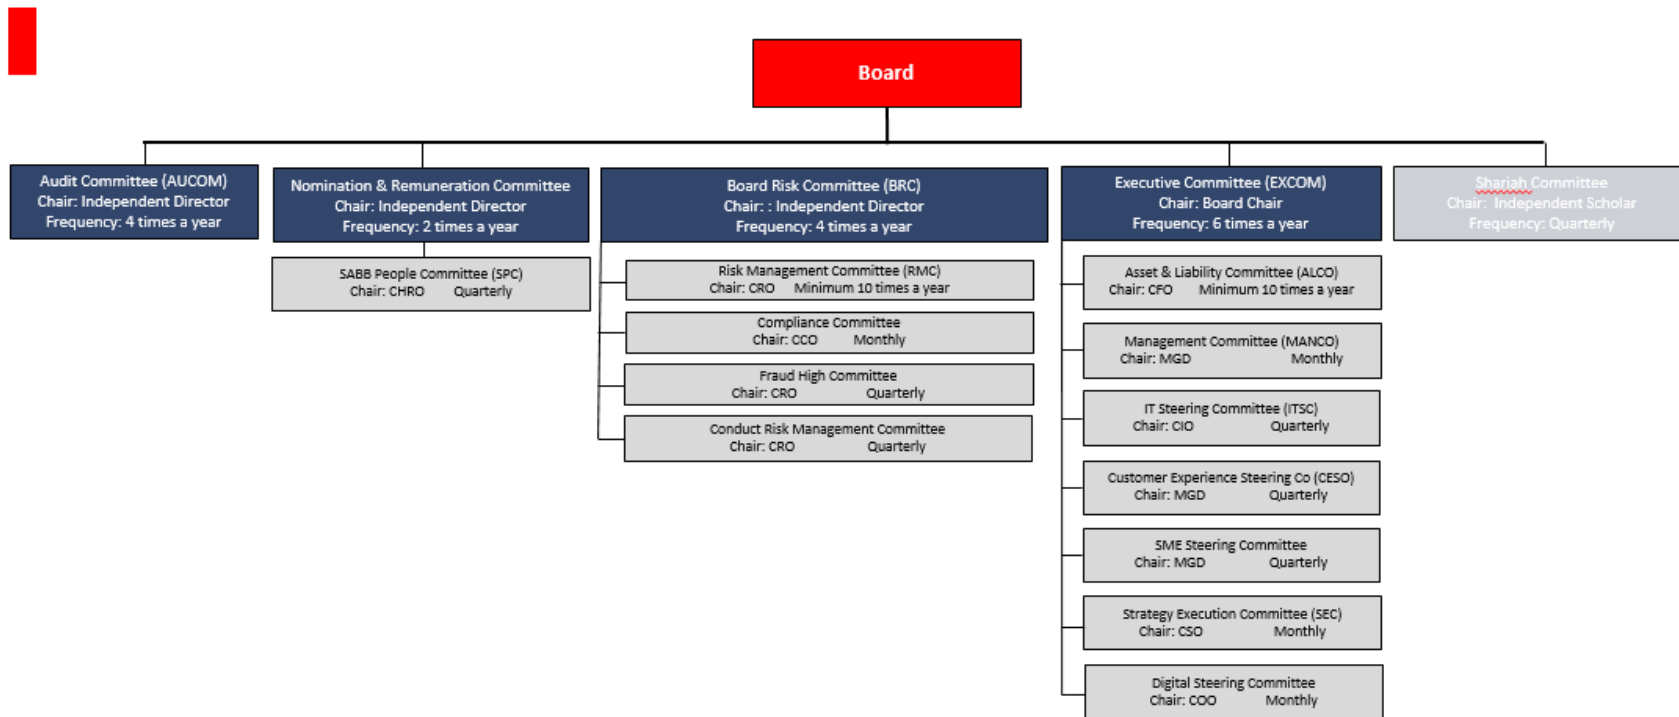 Board
Audit Committee (AUCOM)
Chair: Independent Director
Frequency: 4 times a year
Nomination & Remuneration Committee
Chair: Independent Director
Frequency: 2 times a year
SABB People Committee (SPC)
Chair: CHRO Quarterly
Board Risk Committee (BRC)
Chair: : Independent Director
Frequency: 4 times a year
Risk Management Committee (RMC)
Chair: CRO Minimum 10 times a year
Compliance Committee
Chair: CCO Monthly
Fraud High Committee
Chair: CRO Quarterly
Conduct Risk Management Committee
Chair: CRO Quarterly
Executive Committee (EXCOM)
Chair: Board Chair
Frequency: 6 times a year
Asset & Liability Committee (ALCO)
Chair: CFO Minimum 10 times a year
Management Committee (MANCO)
Chair: MGD Monthly
IT Steering Committee (ITSC)
Chair: CIO Quarterly
Customer Experience Steering Co (CESO)
Chair: MGD Quarterly
SME Steering Committee
Chair: MGD Quarterly
Strategy Execution Committee (SEC)
Chair: CSO Monthly
Digital Steering Committee
Chair: COO Monthly
Shariah Committee
Chair: Independent Scholar
Frequency: Quarterly